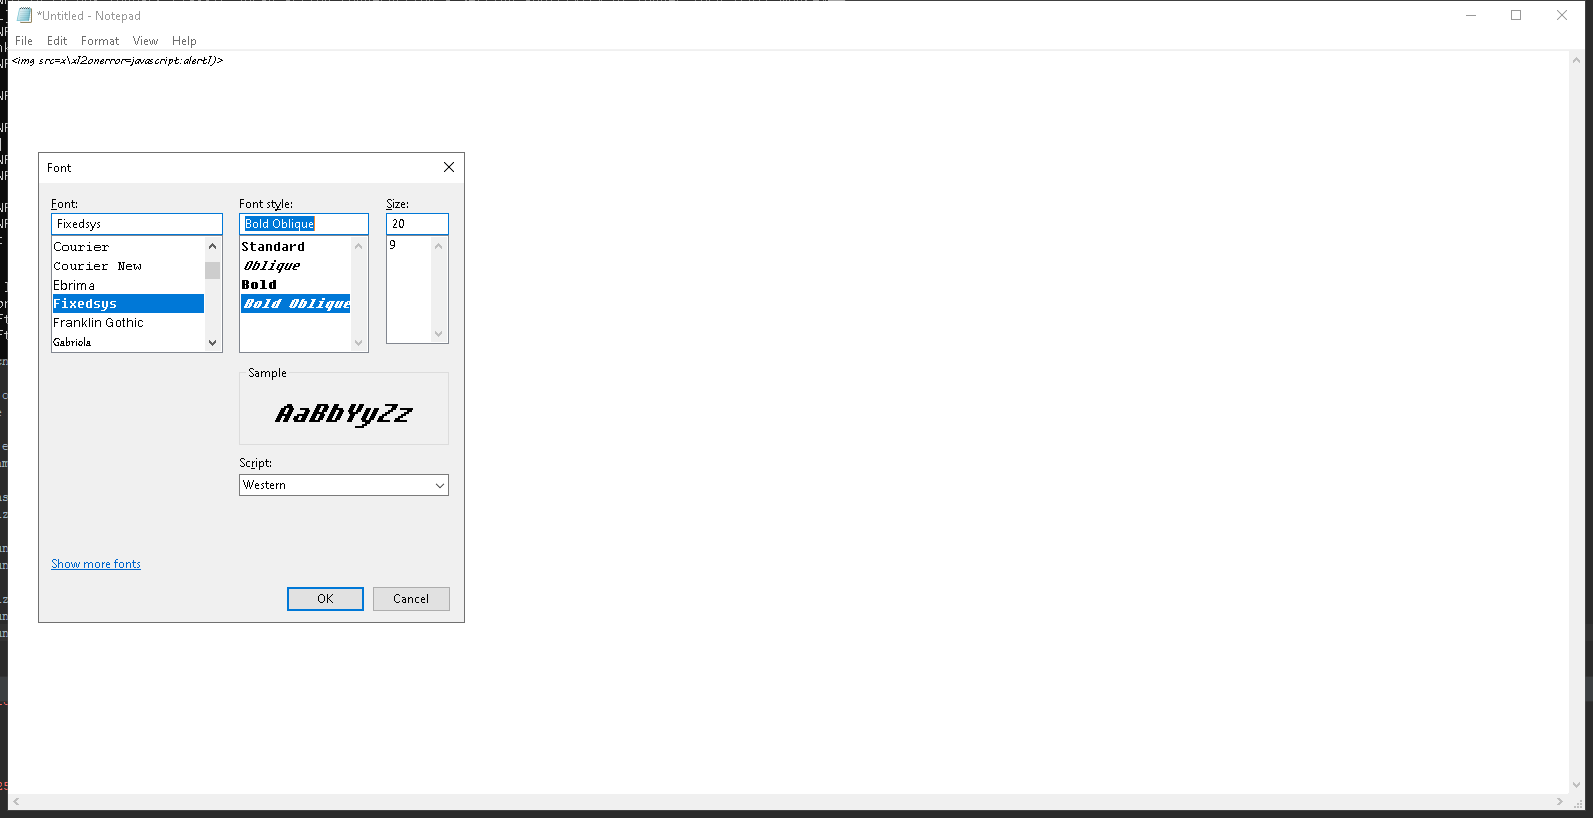 *Untitled - Notepad
File Edit Format View Help
<img src=x\x12onerror=javascript:alert1)>
Font
Font: Font style: Size:
Fixedsys Bold Oblique 20
Courier Standard 9
Courier New Oblique
Ebrima Bold
Fixedsys Bold Oblique
Franklin Gothic
Gabriola
Sample
AaBbYyZz
Script:
Western
Show more fonts
OK Cancel